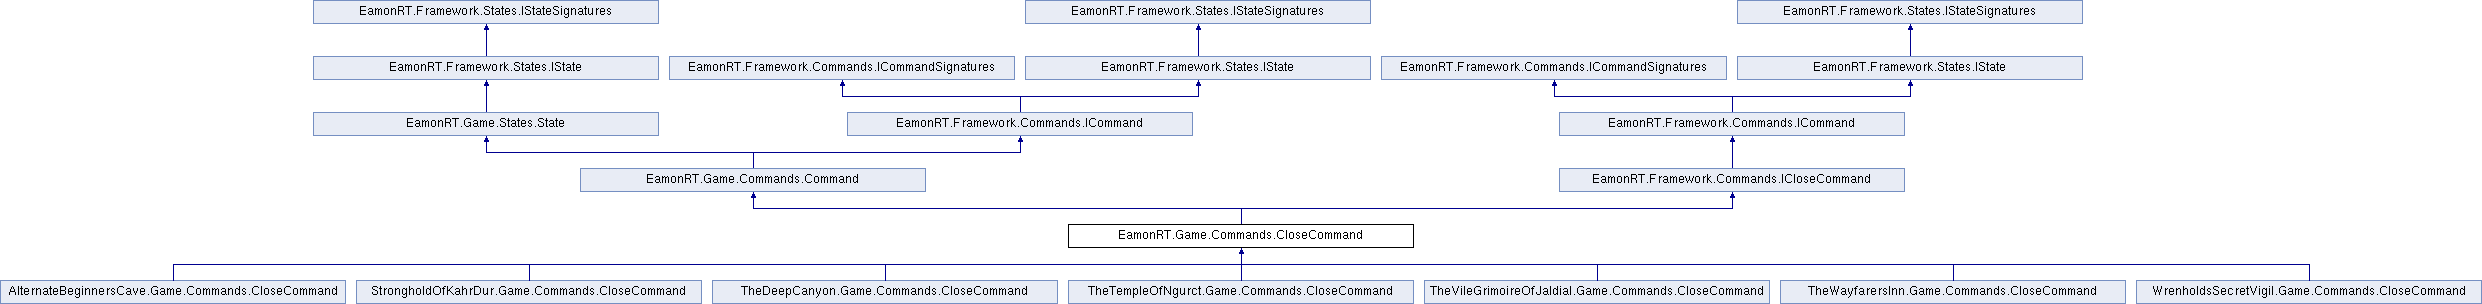 EamonRT.Framework.States.IStateSignatures
EamonRT.Framework.States.IStateSignatures
EamonRT.Framework.States.IStateSignatures
EamonRT.Framework.States.IState
EamonRT.Framework.Commands.ICommandSignatures
EamonRT.Framework.States.IState
EamonRT.Framework.Commands.ICommandSignatures
EamonRT.Framework.States.IState
EamonRT.Game.States.State
EamonRT.Framework.Commands.ICommand
EamonRT.Framework.Commands.ICommand
EamonRT.Game.Commands.Command
EamonRT.Framework.Commands.ICloseCommand
EamonRT.Game.Commands.CloseCommand
AlternateBeginnersCave.Game.Commands.CloseCommand
StrongholdOfKahrDur.Game.Commands.CloseCommand
TheDeepCanyon.Game.Commands.CloseCommand
TheTempleOfNgurct.Game.Commands.CloseCommand
TheVileGrimoireOfJaldial.Game.Commands.CloseCommand
TheWayfarersInn.Game.Commands.CloseCommand
WrenholdsSecretVigil.Game.Commands.CloseCommand